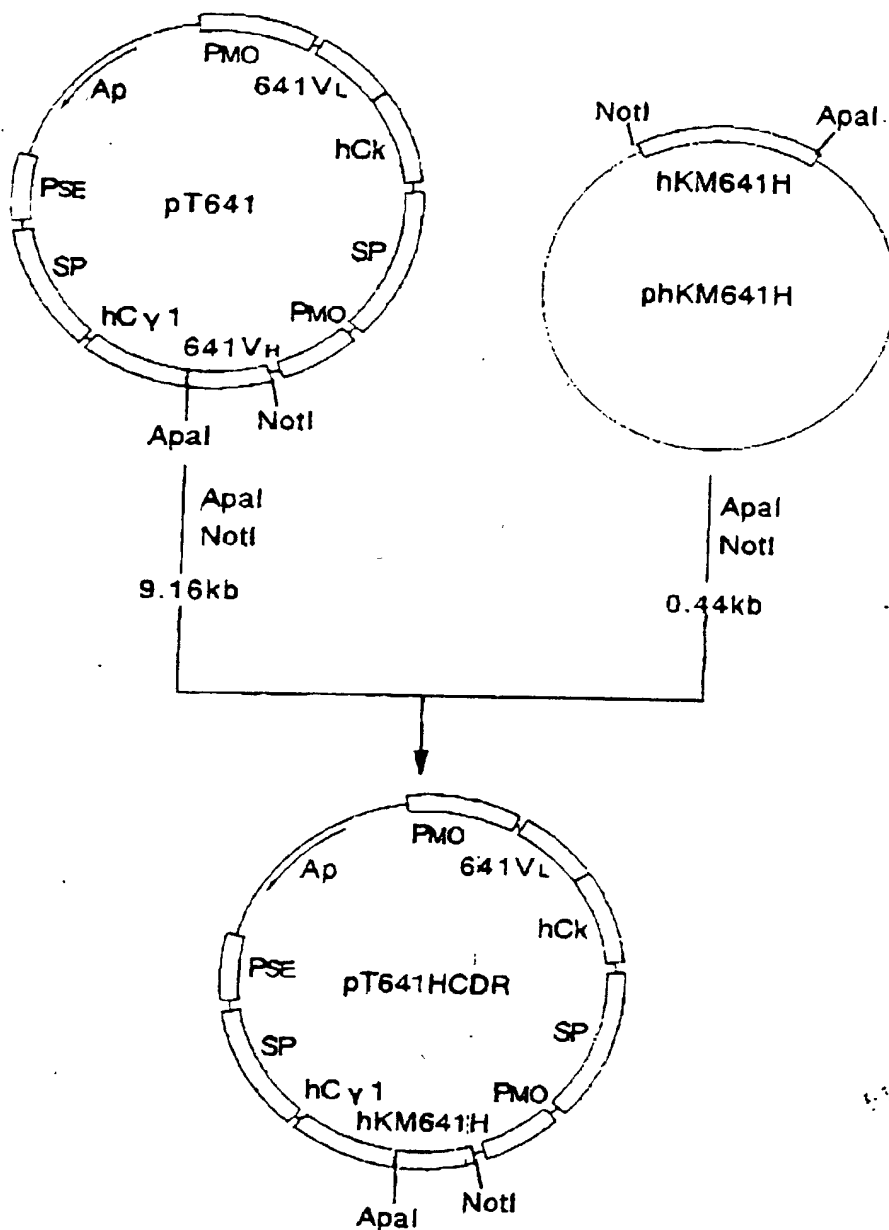 PMO
641VL
Ap
hCk
PSE
pT641
SP
SP
hCγ1
PMO
641VH
NotI
ApaI
NotI
ApaI
hKM641H
phKM641H
ApaI
NotI
9.16kb
ApaI
NotI
0.44kb
PMO
641VL
Ap
hCk
PSE
pT641HCDR
SP
SP
hCγ1
PMO
hKM641H
NotI
ApaI